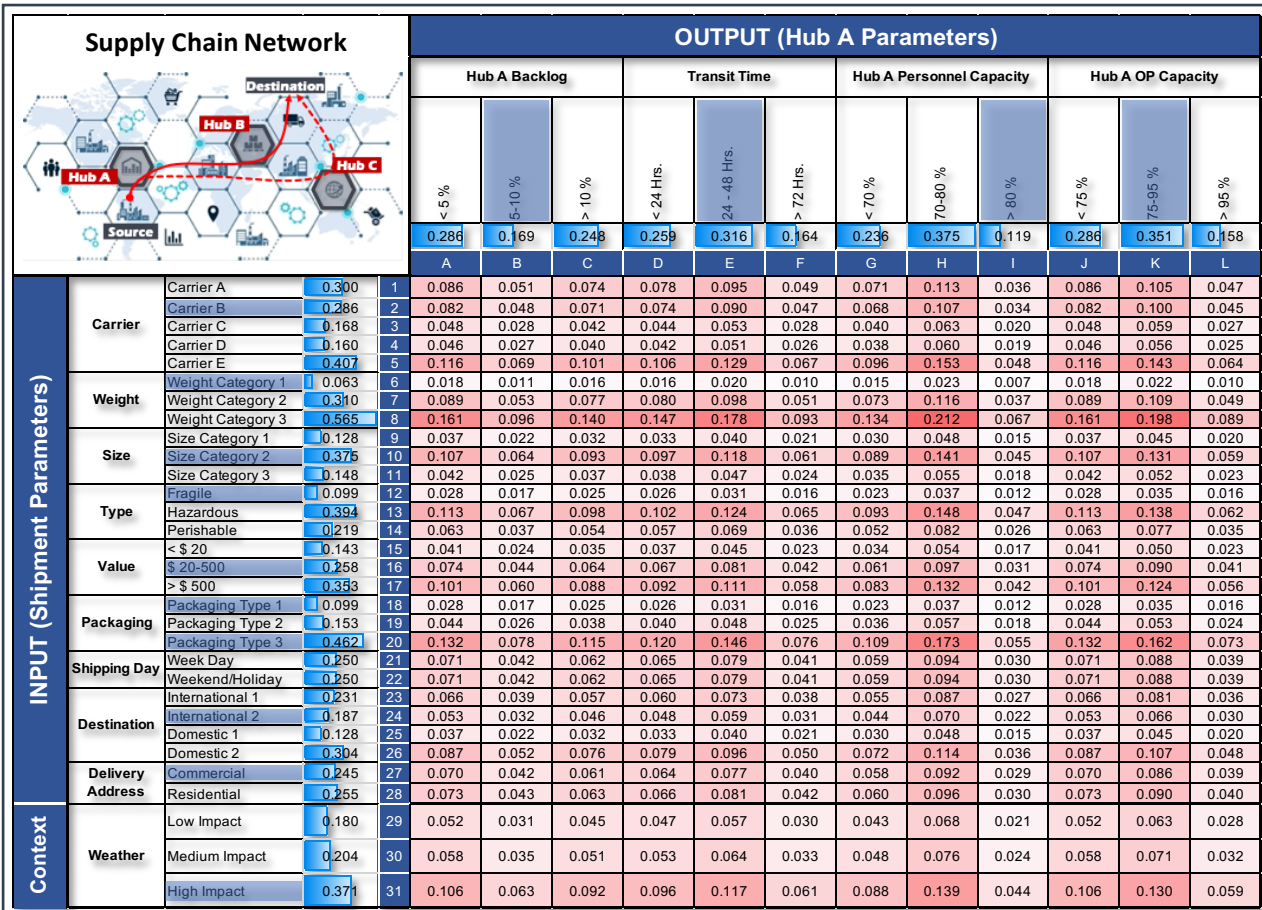 Supply Chain Network
Destination
Hub B
Hub A
Hub C
Source
OUTPUT (Hub A Parameters)
Hub A Backlog Transit Time Hub A Personnel Capacity Hub A OP Capacity
< 5 % 5-10 % > 10 % < 24 Hrs. 24 - 48 Hrs. > 72 Hrs. < 70 % 70-80 % > 80 % < 75 % 75-95 % > 95 %
0.286 0.169 0.248 0.259 0.316 0.164 0.236 0.375 0.119 0.286 0.351 0.158
A B C D E F G H I J K L
INPUT (Shipment Parameters)
Carrier
Carrier A 0.300 1 0.086 0.051 0.074 0.078 0.095 0.049 0.071 0.113 0.036 0.086 0.105 0.047
Carrier B 0.286 2 0.082 0.048 0.071 0.074 0.090 0.047 0.068 0.107 0.034 0.082 0.100 0.045
Carrier C 0.168 3 0.048 0.028 0.042 0.044 0.053 0.028 0.040 0.063 0.020 0.048 0.059 0.027
Carrier D 0.160 4 0.046 0.027 0.040 0.042 0.051 0.026 0.038 0.060 0.019 0.046 0.056 0.025
Carrier E 0.407 5 0.116 0.069 0.101 0.106 0.129 0.067 0.096 0.153 0.048 0.116 0.143 0.064
Weight
Weight Category 1 0.063 6 0.018 0.011 0.016 0.016 0.020 0.010 0.015 0.023 0.007 0.018 0.022 0.010
Weight Category 2 0.310 7 0.089 0.053 0.077 0.080 0.098 0.051 0.073 0.116 0.037 0.089 0.109 0.049
Weight Category 3 0.565 8 0.161 0.096 0.140 0.147 0.178 0.093 0.134 0.212 0.067 0.161 0.198 0.089
Size
Size Category 1 0.128 9 0.037 0.022 0.032 0.033 0.040 0.021 0.030 0.048 0.015 0.037 0.045 0.020
Size Category 2 0.375 10 0.107 0.064 0.093 0.097 0.118 0.061 0.089 0.141 0.045 0.107 0.131 0.059
Size Category 3 0.148 11 0.042 0.025 0.037 0.038 0.047 0.024 0.035 0.055 0.018 0.042 0.052 0.023
Type
Fragile 0.099 12 0.028 0.017 0.025 0.026 0.031 0.016 0.023 0.037 0.012 0.028 0.035 0.016
Hazardous 0.394 13 0.113 0.067 0.098 0.102 0.124 0.065 0.093 0.148 0.047 0.113 0.138 0.062
Perishable 0.219 14 0.063 0.037 0.054 0.057 0.069 0.036 0.052 0.082 0.026 0.063 0.077 0.035
Value
< $ 20 0.143 15 0.041 0.024 0.035 0.037 0.045 0.023 0.034 0.054 0.017 0.041 0.050 0.023
$ 20-500 0.258 16 0.074 0.044 0.064 0.067 0.081 0.042 0.061 0.097 0.031 0.074 0.090 0.041
> $ 500 0.353 17 0.101 0.060 0.088 0.092 0.111 0.058 0.083 0.132 0.042 0.101 0.124 0.056
Packaging
Packaging Type 1 0.099 18 0.028 0.017 0.025 0.026 0.031 0.016 0.023 0.037 0.012 0.028 0.035 0.016
Packaging Type 2 0.153 19 0.044 0.026 0.038 0.040 0.048 0.025 0.036 0.057 0.018 0.044 0.053 0.024
Packaging Type 3 0.462 20 0.132 0.078 0.115 0.120 0.146 0.076 0.109 0.173 0.055 0.132 0.162 0.073
Shipping Day
Week Day 0.250 21 0.071 0.042 0.062 0.065 0.079 0.041 0.059 0.094 0.030 0.071 0.088 0.039
Weekend/Holiday 0.250 22 0.071 0.042 0.062 0.065 0.079 0.041 0.059 0.094 0.030 0.071 0.088 0.039
Destination
International 1 0.231 23 0.066 0.039 0.057 0.060 0.073 0.038 0.055 0.087 0.027 0.066 0.081 0.036
International 2 0.187 24 0.053 0.032 0.046 0.048 0.059 0.031 0.044 0.070 0.022 0.053 0.066 0.030
Domestic 1 0.128 25 0.037 0.022 0.032 0.033 0.040 0.021 0.030 0.048 0.015 0.037 0.045 0.020
Domestic 2 0.304 26 0.087 0.052 0.076 0.079 0.096 0.050 0.072 0.114 0.036 0.087 0.107 0.048
Delivery
Address
Commercial 0.245 27 0.070 0.042 0.061 0.064 0.077 0.040 0.058 0.092 0.029 0.070 0.086 0.039
Residential 0.255 28 0.073 0.043 0.063 0.066 0.081 0.042 0.060 0.096 0.030 0.073 0.090 0.040
Context
Weather
Low Impact 0.180 29 0.052 0.031 0.045 0.047 0.057 0.030 0.043 0.068 0.021 0.052 0.063 0.028
Medium Impact 0.204 30 0.058 0.035 0.051 0.053 0.064 0.033 0.048 0.076 0.024 0.058 0.071 0.032
High Impact 0.371 31 0.106 0.063 0.092 0.096 0.117 0.061 0.088 0.139 0.044 0.106 0.130 0.059